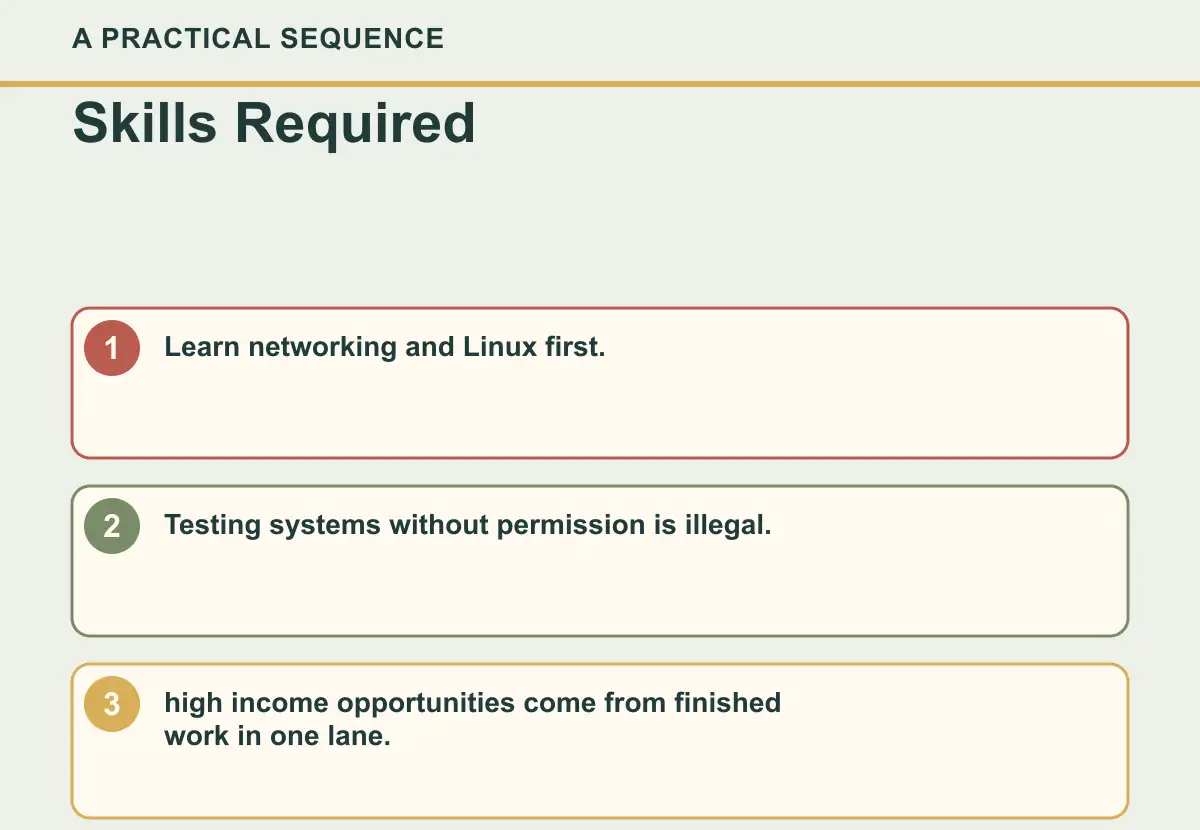 A PRACTICAL SEQUENCE
Skills Required
1
Learn networking and Linux first.
2
Testing systems without permission is illegal.
3
high income opportunities come from finished
work in one lane.